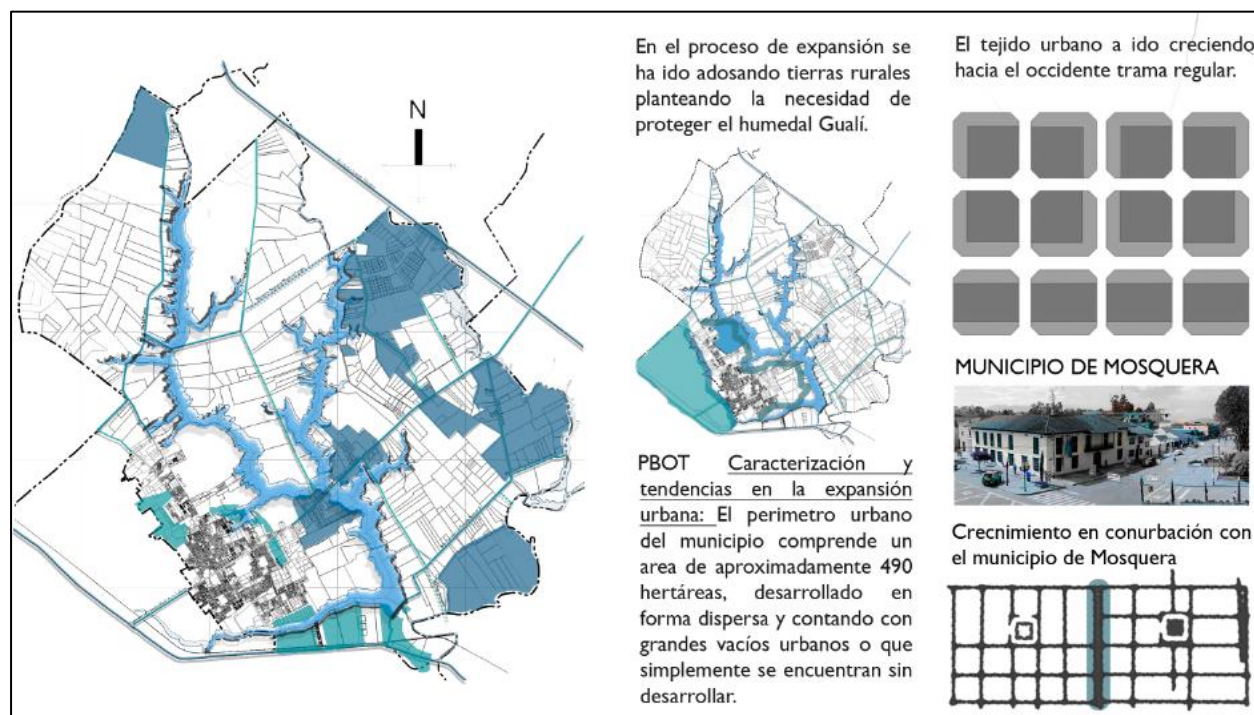 N
En el proceso de expansión se
ha ido adosando tierras rurales
planteando la necesidad de
proteger el humedal Gualí.
PBOT Caracterización y
tendencias en la expansión
urbana: El perimetro urbano
del municipio comprende un
area de aproximadamente 490
hertáreas, desarrollado en
forma dispersa y contando con
grandes vacíos urbanos o que
simplemente se encuentran sin
desarrollar.
El tejido urbano a ido creciendo
hacia el occidente trama regular.
MUNICIPIO DE MOSQUERA
Crecnimiento en conurbación con
el municipio de Mosquera